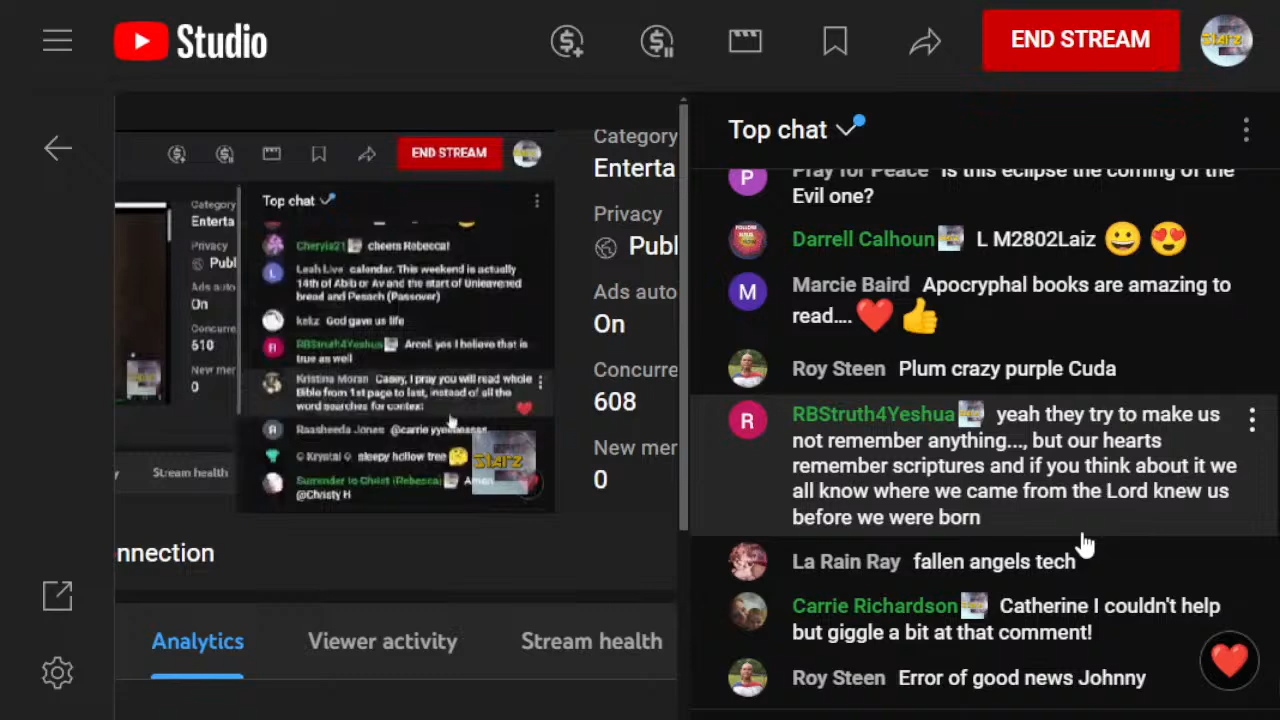 Studio
END STREAM
Starz
END STREAM
Category
Enterta
Privacy
Publ
Ads auto
On
Concurre
510
New mer
0
Stream health
Top chat
Cheryle21 cheers Rebecca!
Leah Live calendar. This weekend is actually
14th of Abib or Av and the start of Unleavened
bread and Pesach (Passover)
kekz God gave us life
RBStruth4Yeshua Arceli yes I believe that is
true as well
Kristina Moran Casey, I pray you will read whole
Bible from 1st page to last, instead of all the
word searches for context
Raasheeda Jones @carrie
Krystal sleepy hollow tree
Surrender to Christ (Rebecca) Amen
@Christy H
Starz
Category
Enterta
Privacy
Publ
Ads auto
On
Concurre
608
New mer
0
onnection
Analytics
Viewer activity
Stream health
Top chat
P
Pray for Peace Is this eclipse the coming of the
Evil one?
Darrell Calhoun L M2802Laiz 😀 😍
M
Marcie Baird Apocryphal books are amazing to
read.... ❤️ 👍
Roy Steen Plum crazy purple Cuda
R
RBStruth4Yeshua yeah they try to make us
not remember anything..., but our hearts
remember scriptures and if you think about it we
all know where we came from the Lord knew us
before we were born
La Rain Ray fallen angels tech
Carrie Richardson Catherine I couldn't help
but giggle a bit at that comment!
Roy Steen Error of good news Johnny